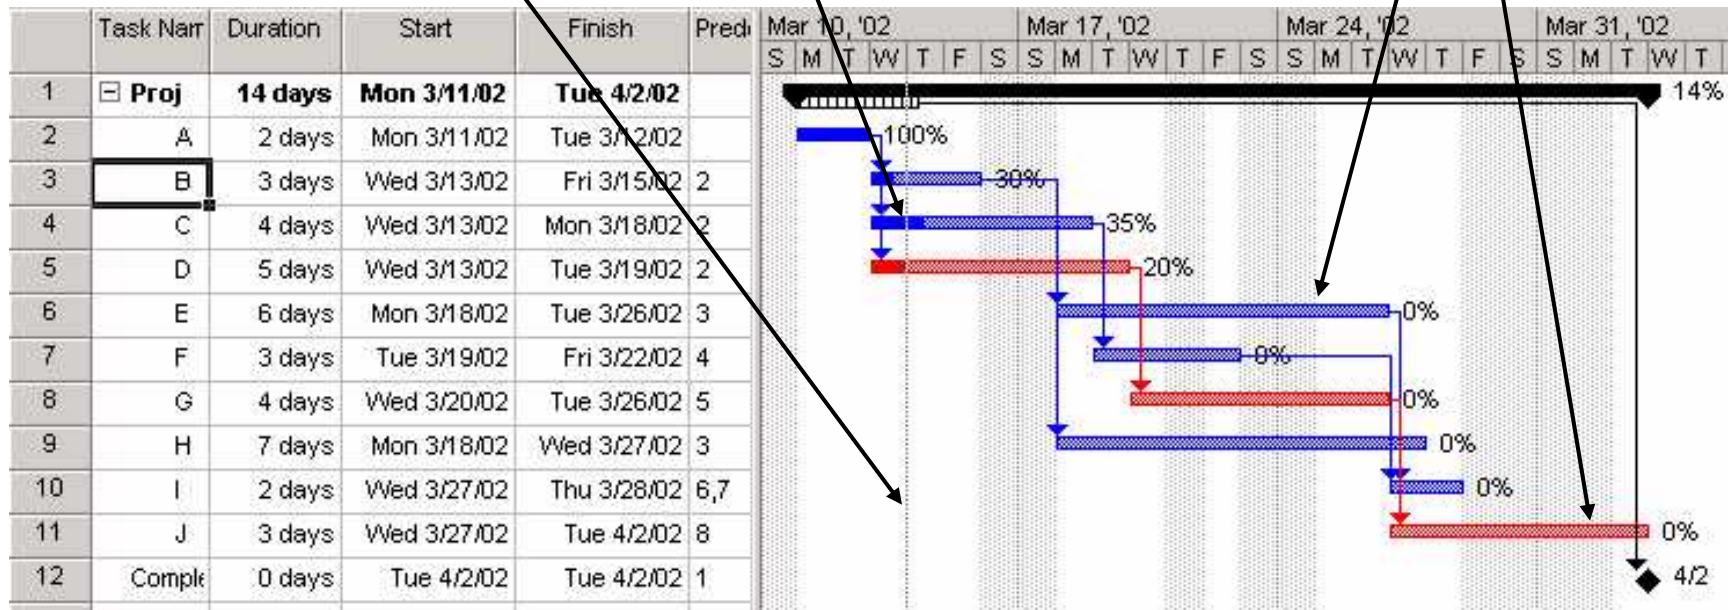 Task Nam Duration Start Finish Prede Mar 10, '02 Mar 17, '02 Mar 24, '02 Mar 31, '02
S M T W T F S S M T W T F S S M T W T F S S M T W T
1 Proj 14 days Mon 3/11/02 Tue 4/2/02 14%
2 A 2 days Mon 3/11/02 Tue 3/12/02 100%
3 B 3 days Wed 3/13/02 Fri 3/15/02 2 30%
4 C 4 days Wed 3/13/02 Mon 3/18/02 2 35%
5 D 5 days Wed 3/13/02 Tue 3/19/02 2 20%
6 E 6 days Mon 3/18/02 Tue 3/26/02 3 0%
7 F 3 days Tue 3/19/02 Fri 3/22/02 4 0%
8 G 4 days Wed 3/20/02 Tue 3/26/02 5 0%
9 H 7 days Mon 3/18/02 Wed 3/27/02 3 0%
10 I 2 days Wed 3/27/02 Thu 3/28/02 6,7 0%
11 J 3 days Wed 3/27/02 Tue 4/2/02 8 0%
12 Comple 0 days Tue 4/2/02 Tue 4/2/02 1 4/2